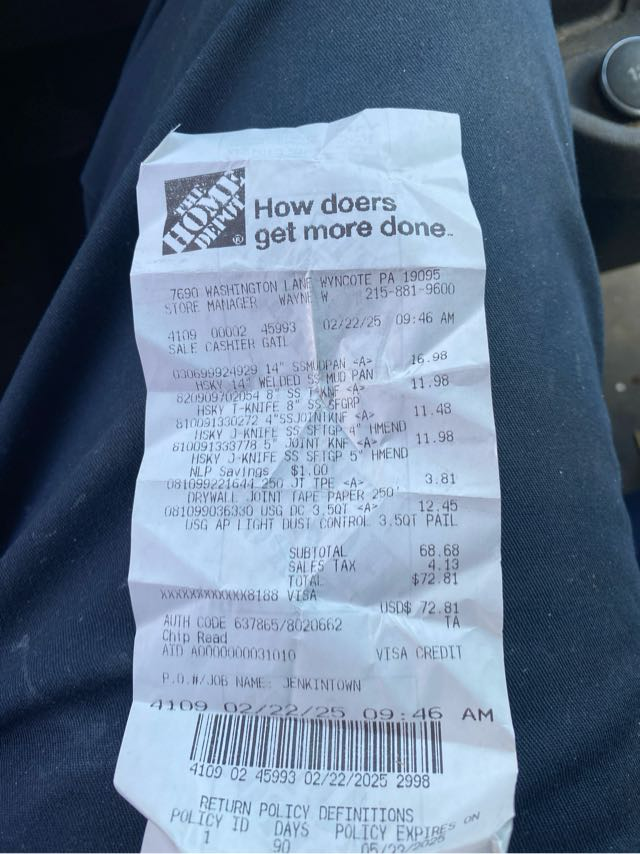 THE HOME DEPOT
How doers
get more done™
7690 WASHINGTON LANE WYNCOTE PA 19095
STORE MANAGER WAYNE W. 215-881-9600
4109 00002 45993 02/22/25 09:46 AM
SALE CASHIER GAIL
030699924929 14" SSMUDPAN <A> 16.98
HSKY 14" WELDED SS MUD PAN
820909702054 8" SS T-KNF <A> 11.98
HSKY T-KNIFE 8" SS SFGRP
810091330272 4"SSJOINTKNF <A> 11.48
HSKY J-KNIFE SS SFTGP 4" HMEND
810091333778 5" JOINT KNF <A> 11.98
HSKY J-KNIFE SS SFTGP 5" HMEND
NLP Savings $1.00
081099221644 250 JT TPE <A> 3.81
DRYWALL JOINT TAPE PAPER 250'
081099036330 USG DC 3.5QT <A> 12.45
USG AP LIGHT DUST CONTROL 3.5QT PAIL
SUBTOTAL 68.68
SALES TAX 4.13
TOTAL $72.81
XXXXXXXXXXXX8188 VISA
USD$ 72.81
AUTH CODE 637865/8020662 TA
Chip Read
AID A0000000031010 VISA CREDIT
P.O.#/JOB NAME: JENKINTOWN
4109 02/22/25 09:46 AM
4109 02 45993 02/22/2025 2998
RETURN POLICY DEFINITIONS
POLICY ID DAYS POLICY EXPIRES ON
1 90 05/23/2025